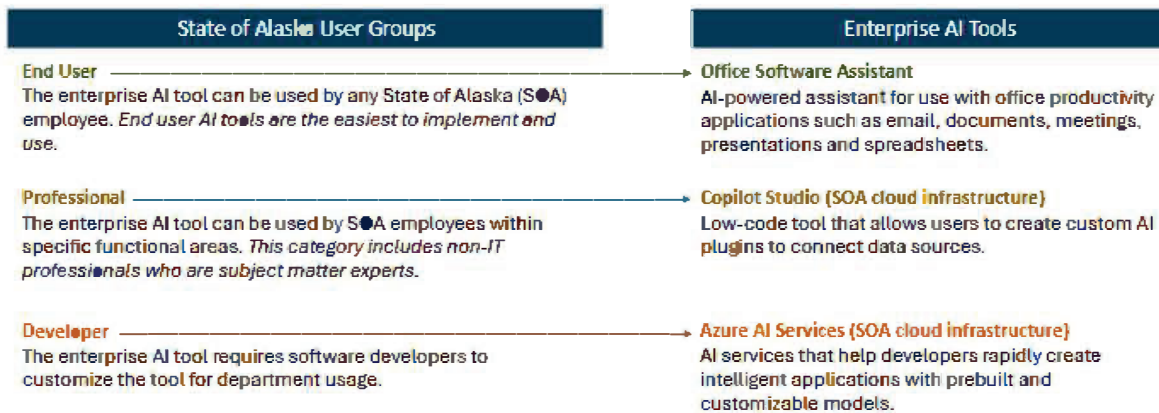 State of Alaska User Groups
Enterprise AI Tools
End User
The enterprise AI tool can be used by any State of Alaska (SOA)
employee. End user AI tools are the easiest to implement and
use.
Office Software Assistant
AI-powered assistant for use with office productivity
applications such as email, documents, meetings,
presentations and spreadsheets.
Professional
The enterprise AI tool can be used by SOA employees within
specific functional areas. This category includes non-IT
professionals who are subject matter experts.
Copilot Studio (SOA cloud infrastructure)
Low-code tool that allows users to create custom AI
plugins to connect data sources.
Developer
The enterprise AI tool requires software developers to
customize the tool for department usage.
Azure AI Services (SOA cloud infrastructure)
AI services that help developers rapidly create
intelligent applications with prebuilt and
customizable models.